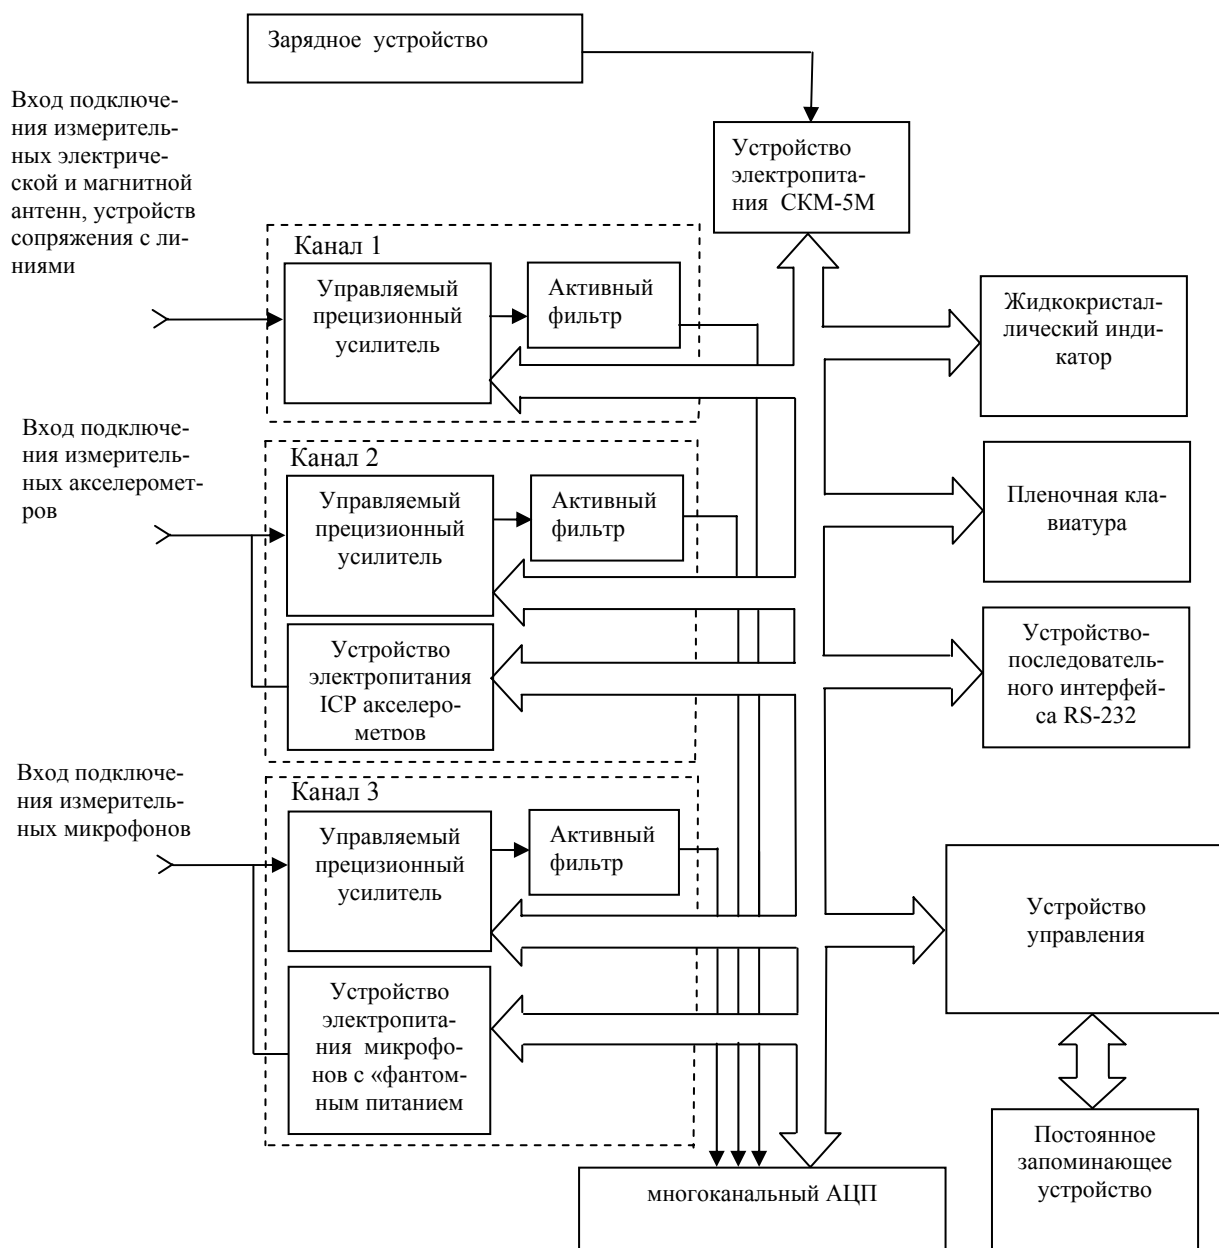 Зарядное устройство
Вход подключе-
ния измеритель-
ных электриче-
ской и магнитной
антенн, устройств
сопряжения с ли-
ниями
Устройство
электропита-
ния СКМ-5М
Канал 1
Управляемый
прецизионный
усилитель
Активный
фильтр
Жидкокристал-
лический инди-
катор
Вход подключе-
ния измеритель-
ных акселеромет-
ров
Канал 2
Управляемый
прецизионный
усилитель
Активный
фильтр
Пленочная кла-
виатура
Устройство
электропитания
ICP акселеро-
метров
Устройство-
последователь-
ного интерфей-
са RS-232
Вход подключе-
ния измеритель-
ных микрофонов
Канал 3
Управляемый
прецизионный
усилитель
Активный
фильтр
Устройство
управления
Устройство
электропита-
ния микрофо-
нов с «фантом-
ным питанием
Постоянное
запоминающее
устройство
многоканальный АЦП